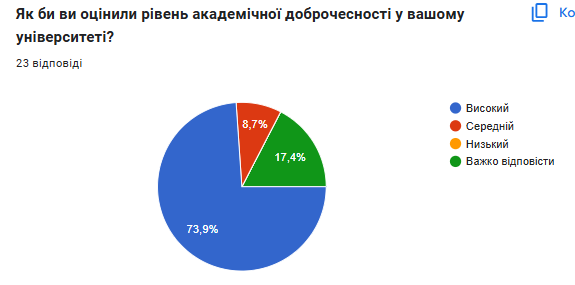 Як би ви оцінили рівень академічної доброчесності у вашому
університеті?
Ко
23 відповіді
8,7%
17,4%
73,9%
Високий
Середній
Низький
Важко відповісти